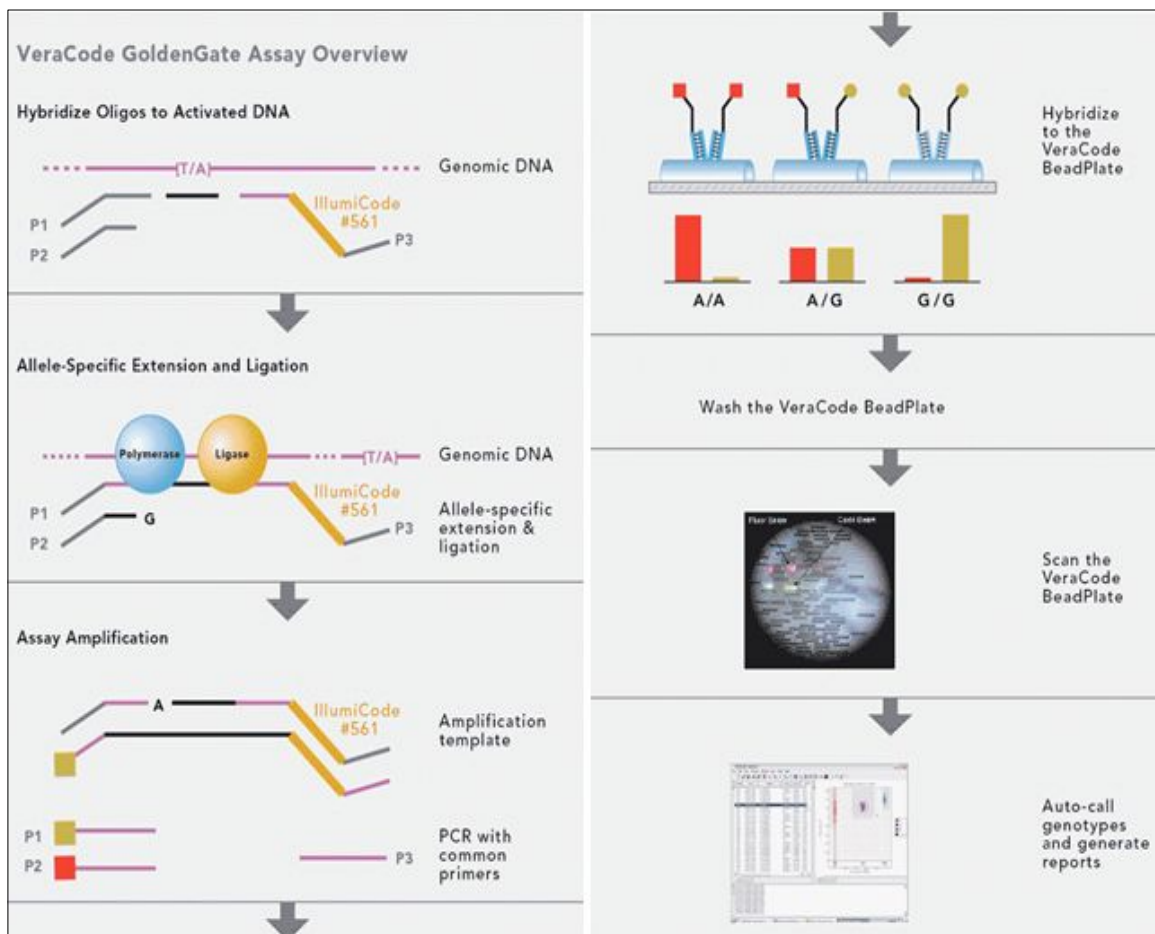 VeraCode GoldenGate Assay Overview
Hybridize Oligos to Activated DNA
[T/A]
Genomic DNA
IllumiCode
#561
P1
P2
P3
Allele-Specific Extension and Ligation
Polymerase
Ligase
[T/A]
Genomic DNA
IllumiCode
#561
P1
P2
G
P3
Allele-specific
extension &
ligation
Assay Amplification
A
IllumiCode
#561
Amplification
template
P1
P2
P3
PCR with
common
primers
Hybridize
to the
VeraCode
BeadPlate
A/A
A/G
G/G
Wash the VeraCode BeadPlate
Scan the
VeraCode
BeadPlate
Auto-call
genotypes
and generate
reports